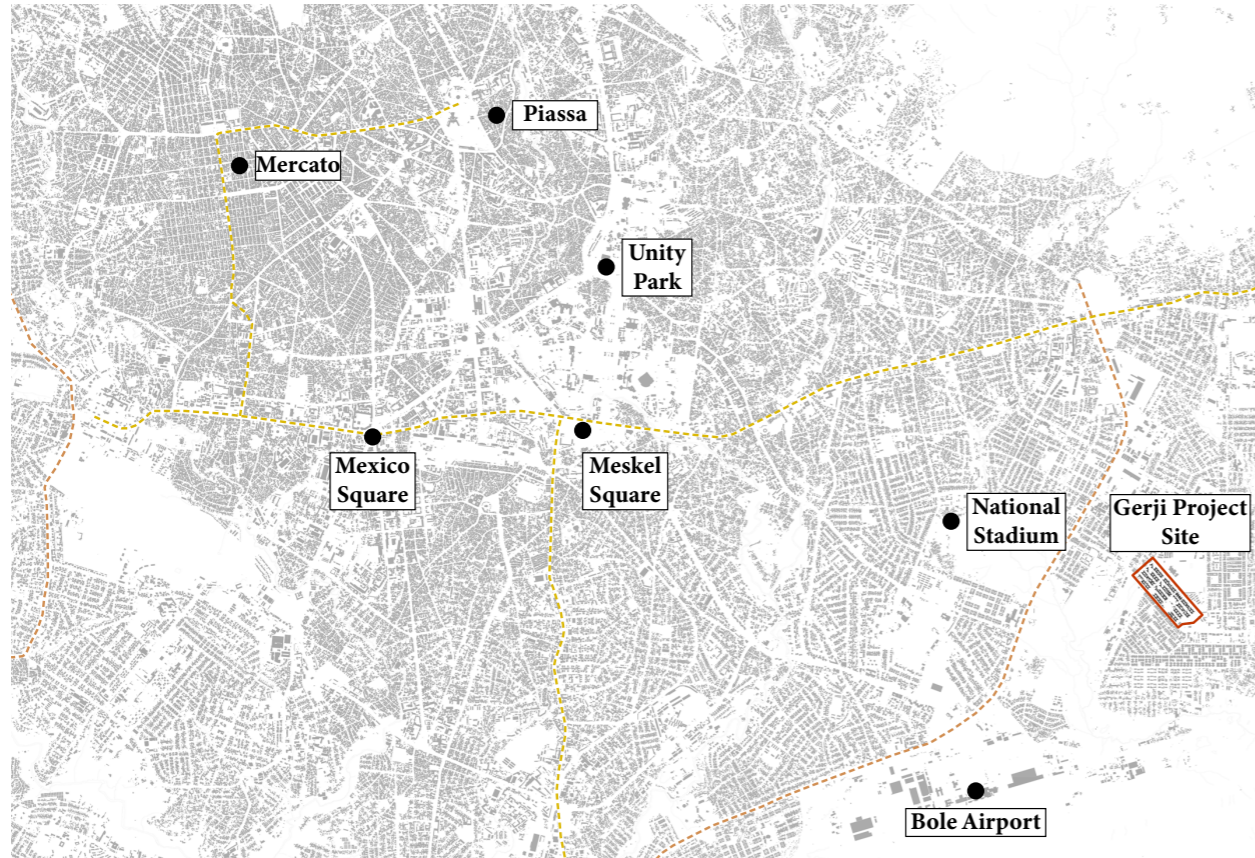 Piassa
Mercato
Unity
Park
Mexico
Square
Meskel
Square
National
Stadium
Gerji Project
Site
Bole Airport